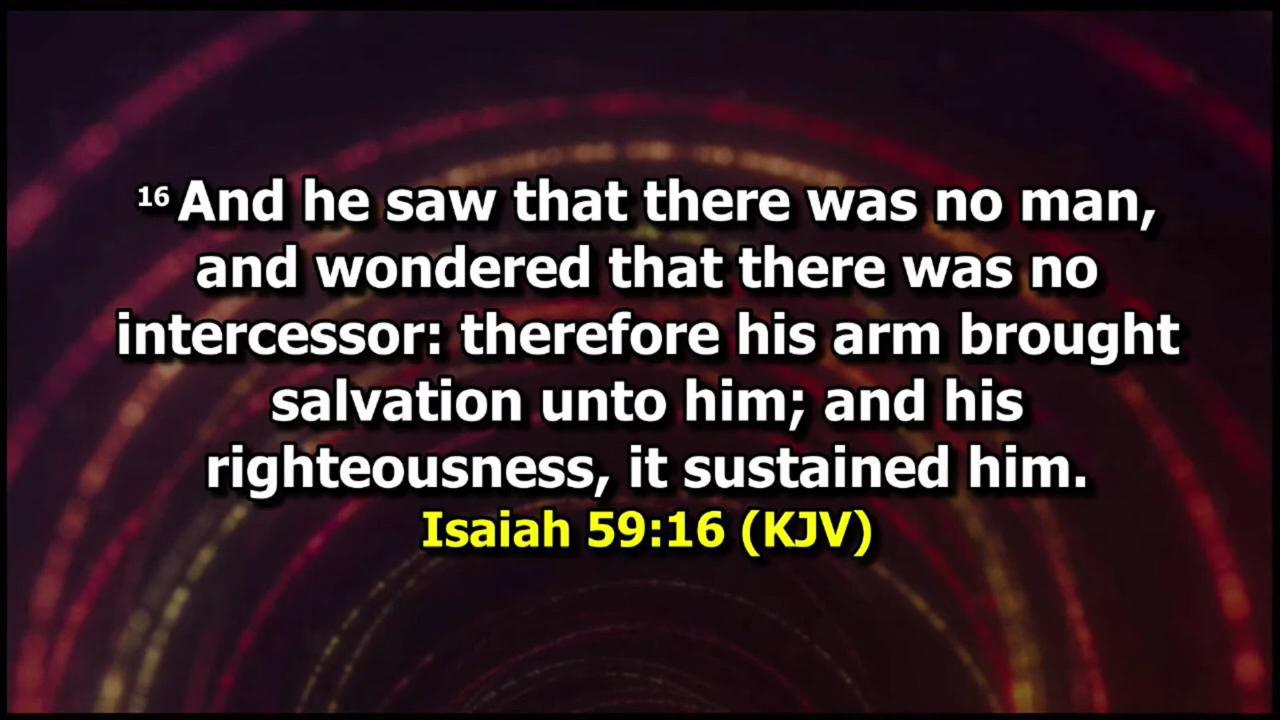 16 And he saw that there was no man,
and wondered that there was no
intercessor: therefore his arm brought
salvation unto him; and his
righteousness, it sustained him.
Isaiah 59:16 (KJV)